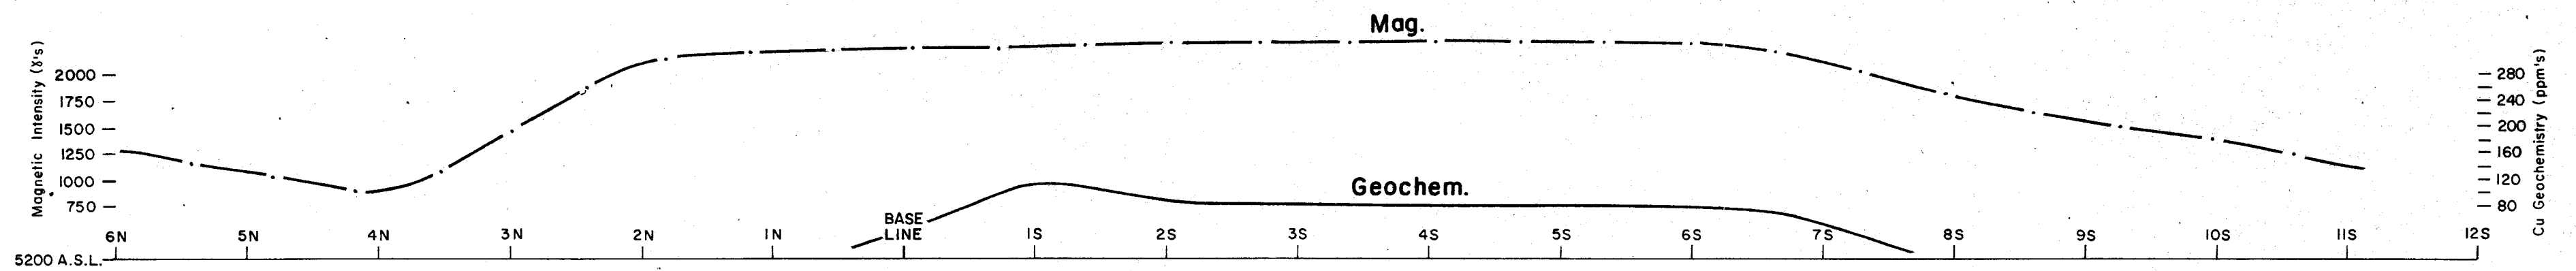 Mag.
Magnetic Intensity (γ's)
2000
1750
1500
1250
1000
750
280
240
200
160
120
80
Cu Geochemistry (ppm's)
Geochem.
BASE
LINE
6N 5N 4N 3N 2N 1N 1S 2S 3S 4S 5S 6S 7S 8S 9S 10S 11S 12S
5200 A.S.L.